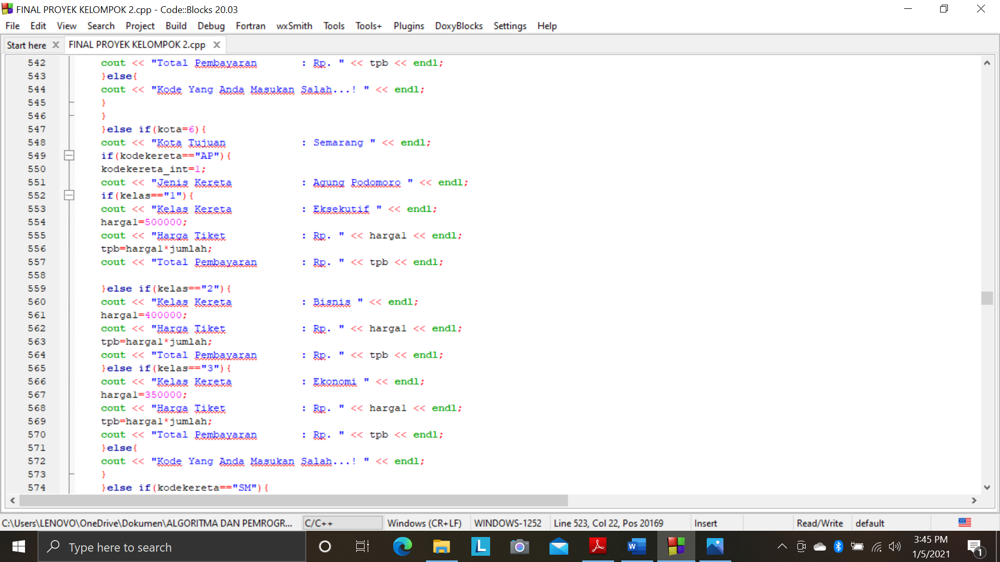 FINAL PROYEK KELOMPOK 2.cpp - Code::Blocks 20.03
File Edit View Search Project Build Debug Fortran wxSmith Tools Tools+ Plugins DoxyBlocks Settings Help
Start here FINAL PROYEK KELOMPOK 2.cpp
542 cout << "Total Pembayaran : Rp. " << tpb << endl;
543 }else{
544 cout << "Kode Yang Anda Masukan Salah...! " << endl;
545 }
546 }
547 }else if(kota=6){
548 cout << "Kota Tujuan : Semarang " << endl;
549 if(kodekereta=="AP"){
550 kodekereta_int=1;
551 cout << "Jenis Kereta : Agung Podomoro " << endl;
552 if(kelas=="1"){
553 cout << "Kelas Kereta : Eksekutif " << endl;
554 harga1=500000;
555 cout << "Harga Tiket : Rp. " << harga1 << endl;
556 tpb=harga1*jumlah;
557 cout << "Total Pembayaran : Rp. " << tpb << endl;
558
559 }else if(kelas=="2"){
560 cout << "Kelas Kereta : Bisnis " << endl;
561 harga1=400000;
562 cout << "Harga Tiket : Rp. " << harga1 << endl;
563 tpb=harga1*jumlah;
564 cout << "Total Pembayaran : Rp. " << tpb << endl;
565 }else if(kelas=="3"){
566 cout << "Kelas Kereta : Ekonomi " << endl;
567 harga1=350000;
568 cout << "Harga Tiket : Rp. " << harga1 << endl;
569 tpb=harga1*jumlah;
570 cout << "Total Pembayaran : Rp. " << tpb << endl;
571 }else{
572 cout << "Kode Yang Anda Masukan Salah...! " << endl;
573 }
574 }else if(kodekereta=="SM"){
C:\Users\LENOVO\OneDrive\Dokumen\ALGORITMA DAN PEMROGR... C/C++ Windows (CR+LF) WINDOWS-1252 Line 523, Col 22, Pos 20169 Insert Read/Write default
Type here to search
L
W
3:45 PM
1/5/2021
1